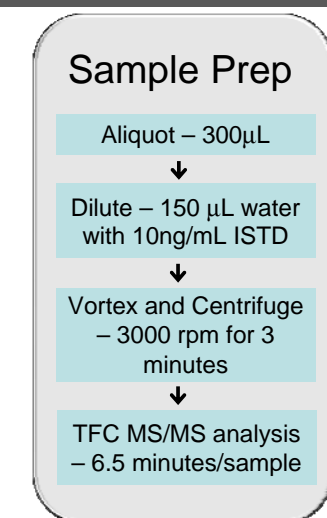 Sample Prep
Aliquot – 300μL
Dilute – 150 μL water
with 10ng/mL ISTD
Vortex and Centrifuge
– 3000 rpm for 3
minutes
TFC MS/MS analysis
– 6.5 minutes/sample